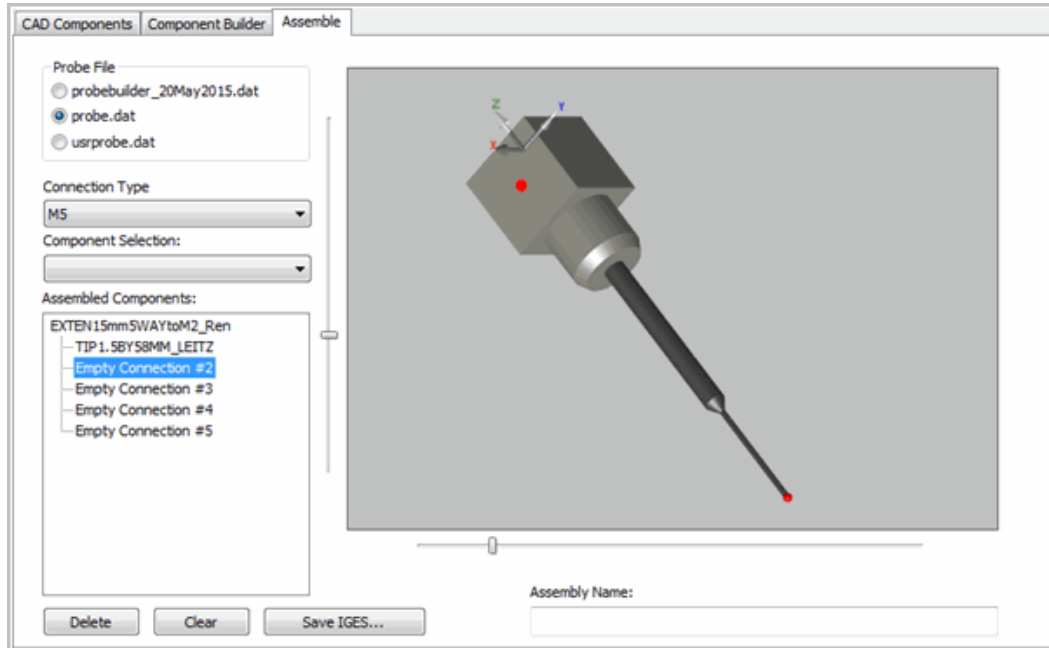 CAD Components Component Builder Assemble
Probe File
probebuilder_20May2015.dat
probe.dat
usrprobe.dat
Connection Type
M5
Component Selection:
Assembled Components:
EXTEN15mm5WAYtoM2_Ren
TIP1.5BY58MM_LEITZ
Empty Connection #2
Empty Connection #3
Empty Connection #4
Empty Connection #5
Z
Y
X
Delete Clear Save IGES...
Assembly Name: